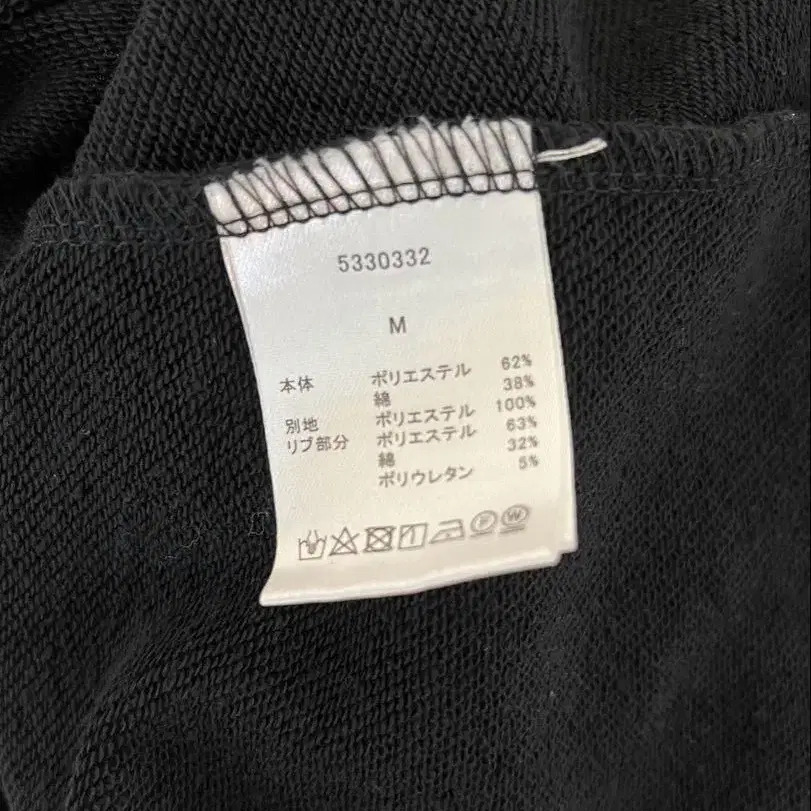 5330332
M
本体 ポリエステル 62%
綿 38%
別地 ポリエステル 100%
リブ部分 ポリエステル 63%
綿 32%
ポリウレタン 5%
F W